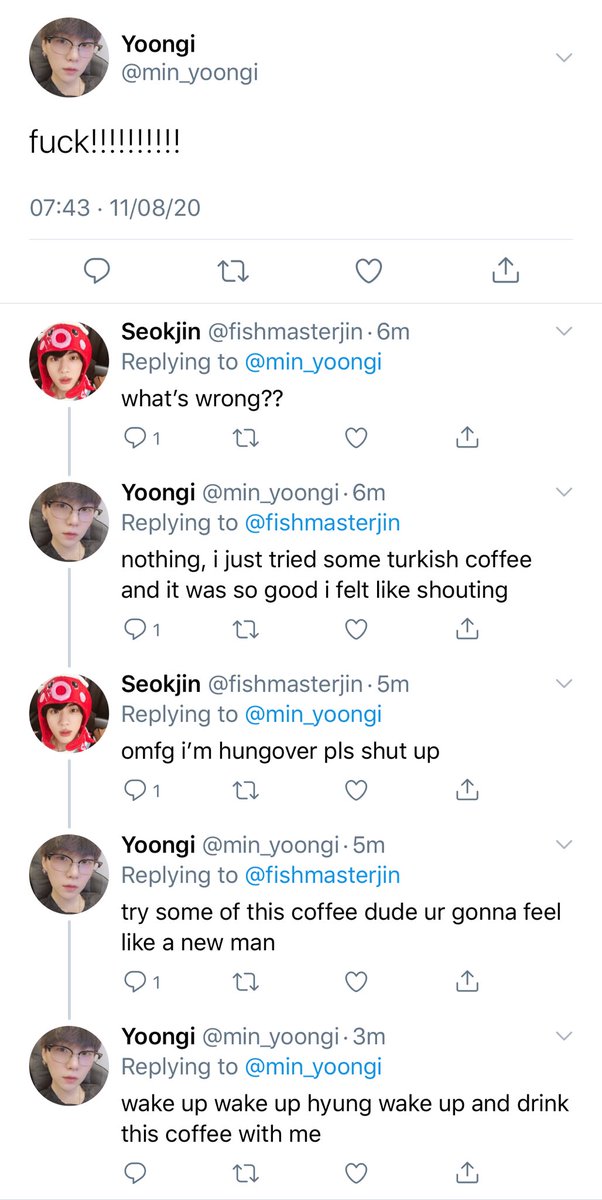 Yoongi
@min_yoongi
fuck!!!!!!!!!!
07:43 · 11/08/20
Seokjin @fishmasterjin · 6m
Replying to @min_yoongi
what’s wrong??
1
Yoongi @min_yoongi · 6m
Replying to @fishmasterjin
nothing, i just tried some turkish coffee
and it was so good i felt like shouting
1
Seokjin @fishmasterjin · 5m
Replying to @min_yoongi
omfg i’m hungover pls shut up
1
Yoongi @min_yoongi · 5m
Replying to @fishmasterjin
try some of this coffee dude ur gonna feel
like a new man
1
Yoongi @min_yoongi · 3m
Replying to @min_yoongi
wake up wake up hyung wake up and drink
this coffee with me